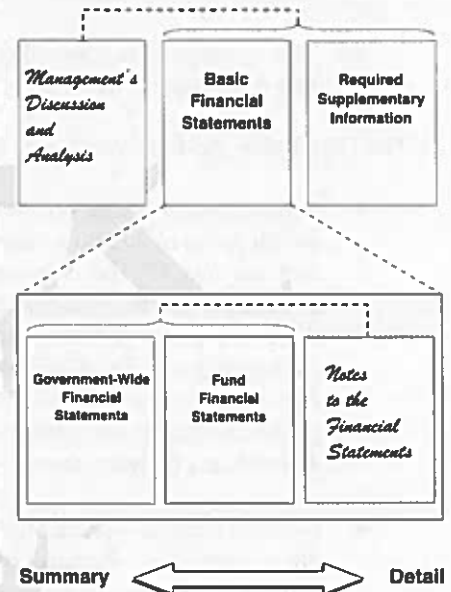 Management's
Discussion
and
Analysis
Basic
Financial
Statements
Required
Supplementary
Information
Government-Wide
Financial
Statements
Fund
Financial
Statements
Notes
to the
Financial
Statements
Summary
Detail